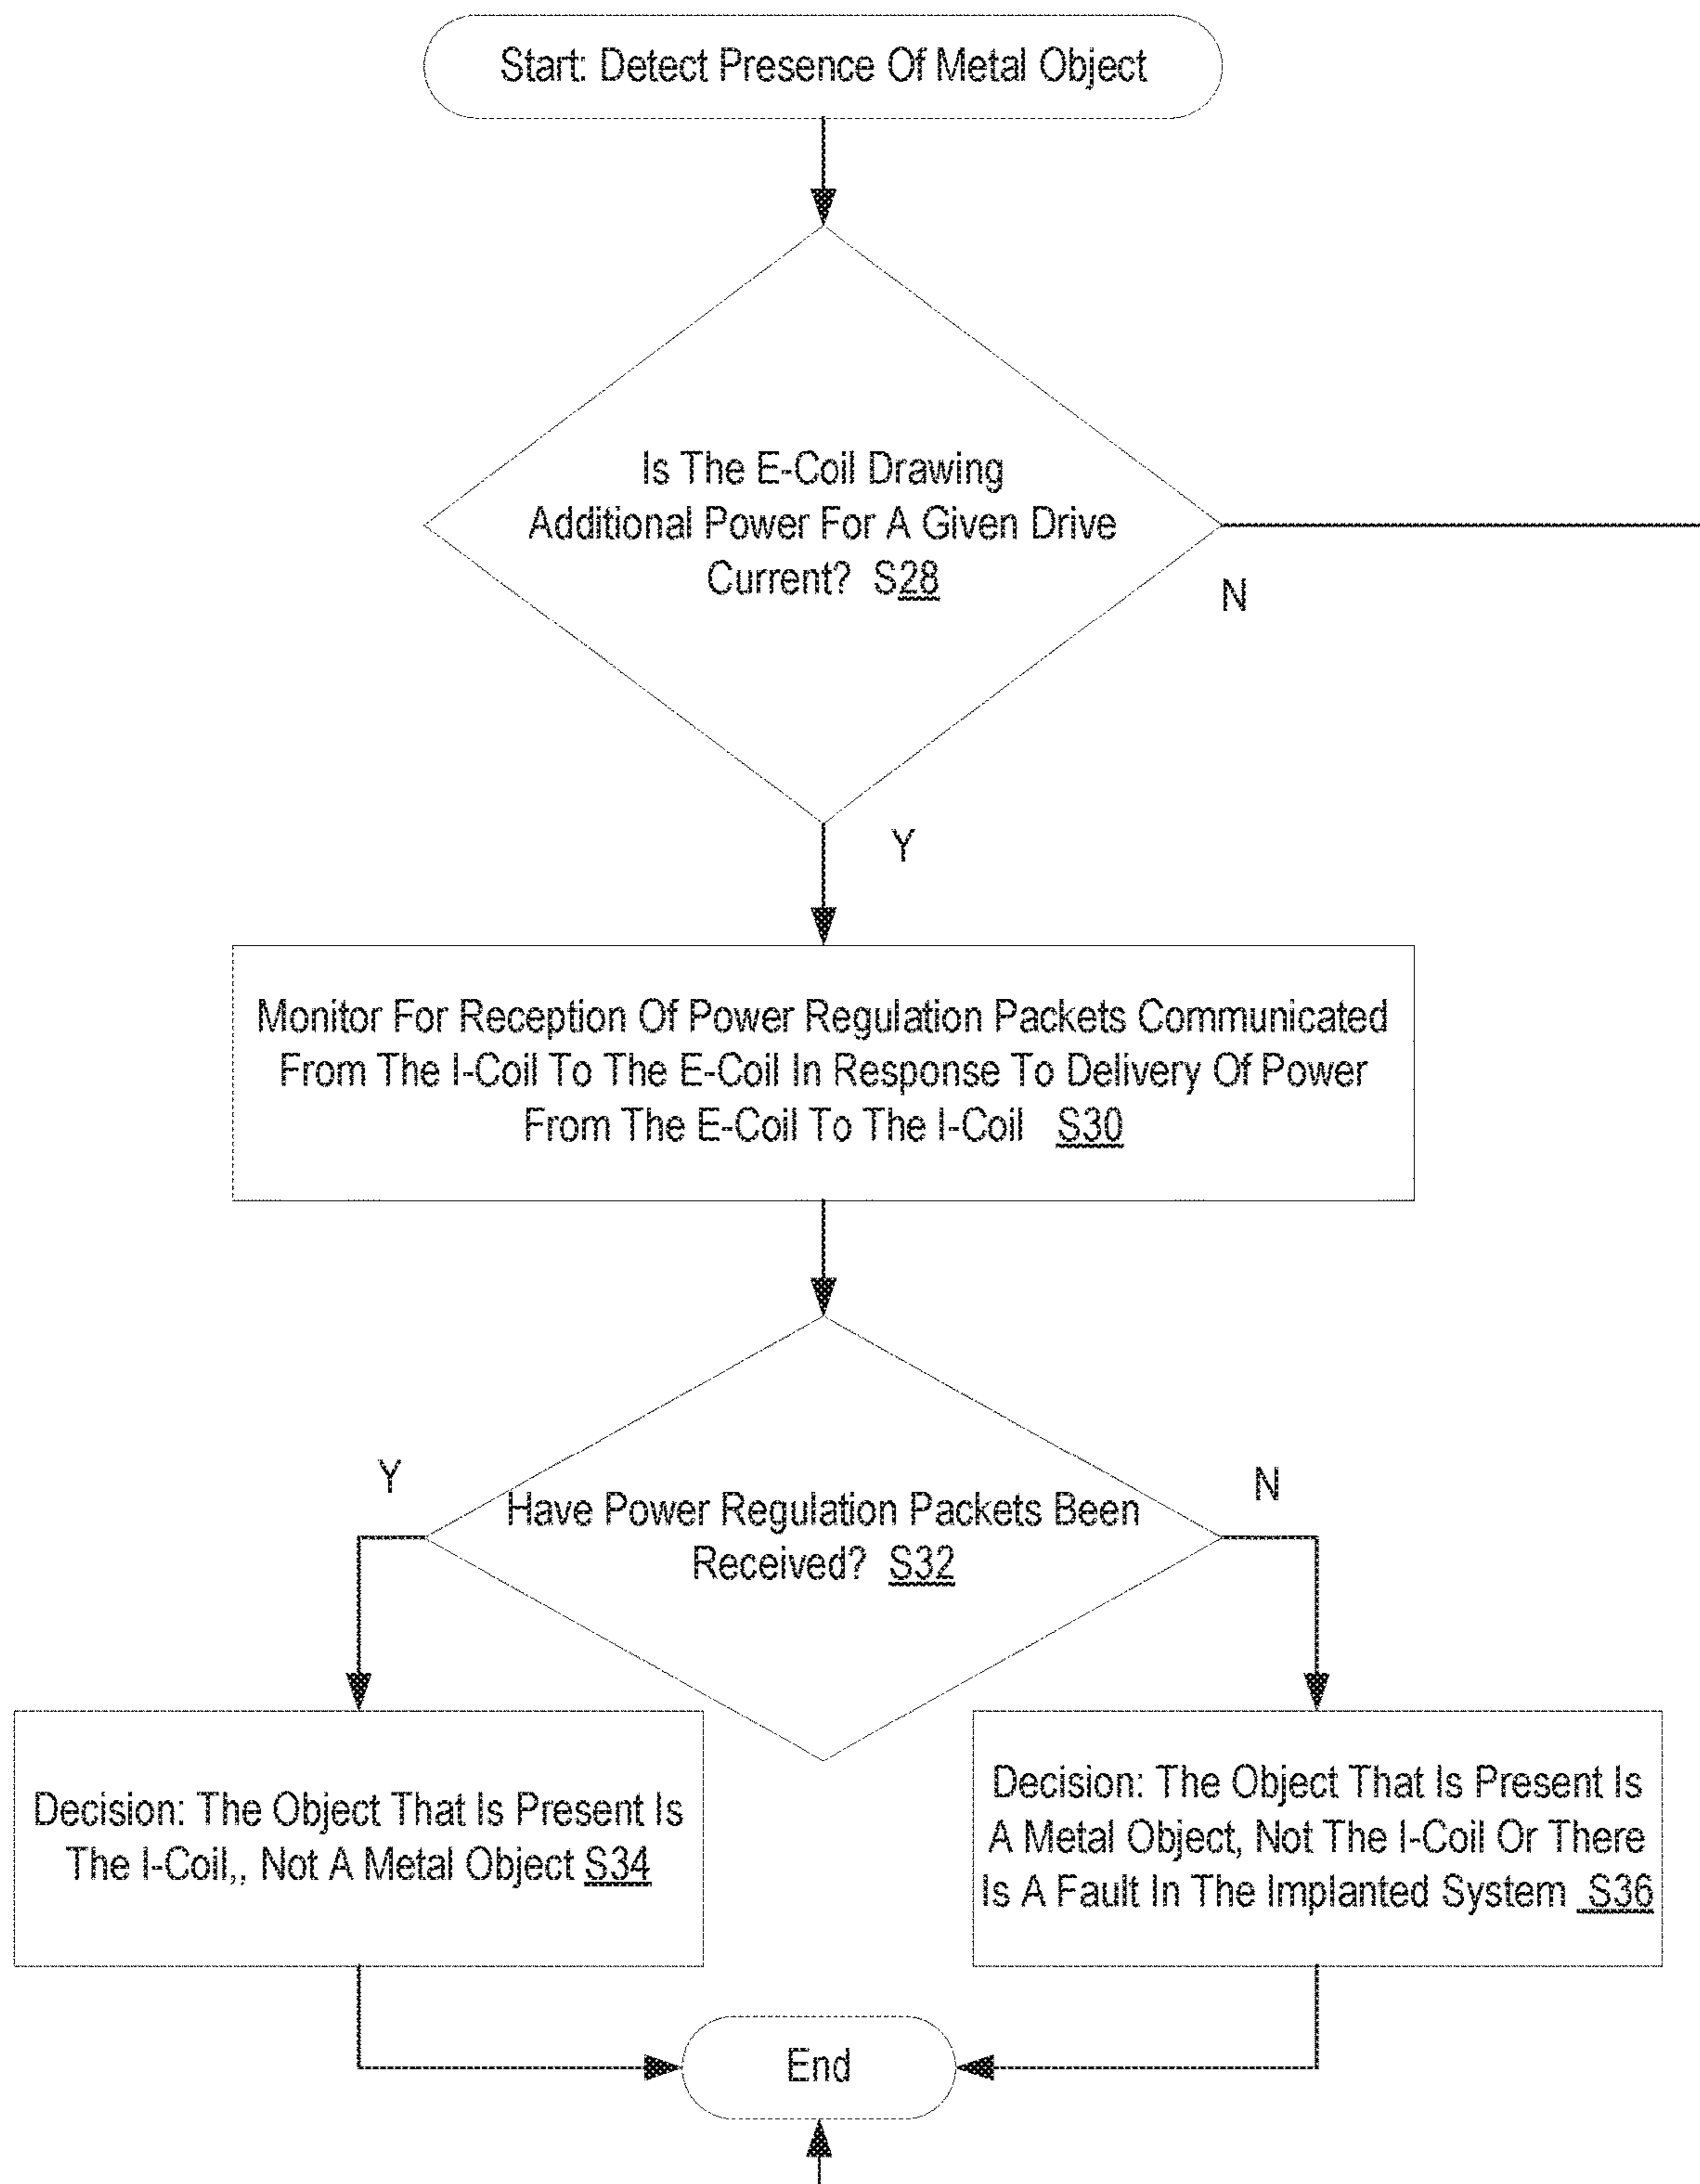 Start: Detect Presence Of Metal Object
Is The E-Coil Drawing
Additional Power For A Given Drive
Current? S28
N
Y
Monitor For Reception Of Power Regulation Packets Communicated
From The I-Coil To The E-Coil In Response To Delivery Of Power
From The E-Coil To The I-Coil S30
Y
N
Have Power Regulation Packets Been
Received? S32
Decision: The Object That Is Present Is
The I-Coil,, Not A Metal Object S34
Decision: The Object That Is Present Is
A Metal Object, Not The I-Coil Or There
Is A Fault In The Implanted System S36
End